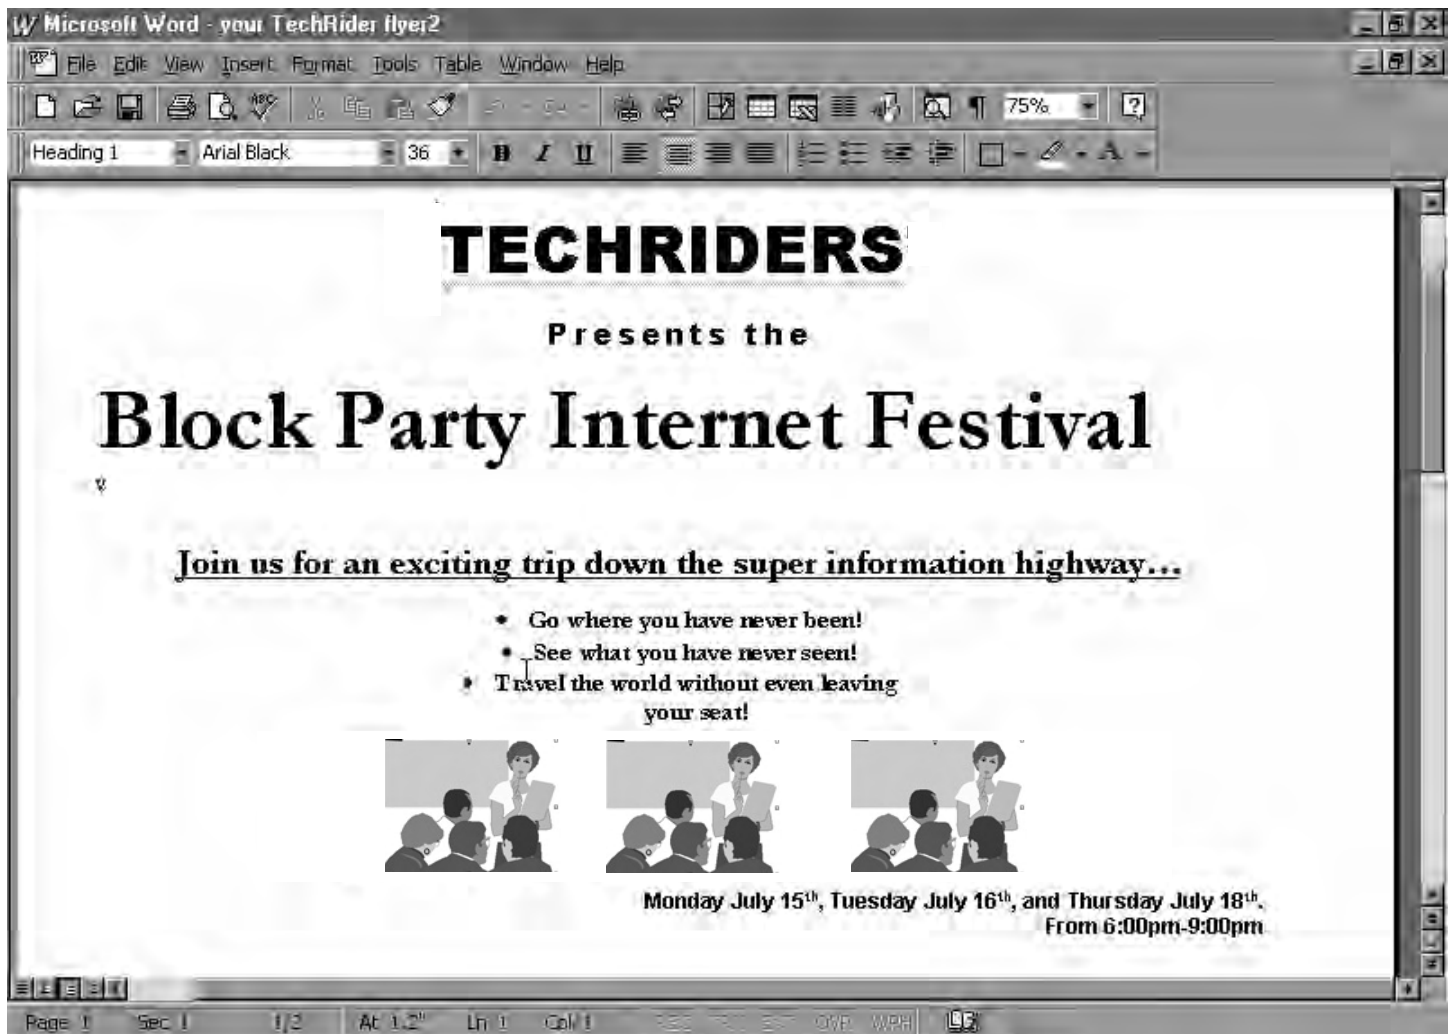 Microsoft Word - your TechRider flyer2
File Edit View Insert Format Tools Table Window Help
ABC 75%
Heading 1 Arial Black 36 B I U A
TECHRIDERS
Presents the
Block Party Internet Festival
Join us for an exciting trip down the super information highway...
• Go where you have never been!
• See what you have never seen!
• Travel the world without even leaving
your seat!
Monday July 15th, Tuesday July 16th, and Thursday July 18th.
From 6:00pm-9:00pm
Page 1 Sec 1 1/2 At 1.2" Ln 1 Col 1 OVR WPH